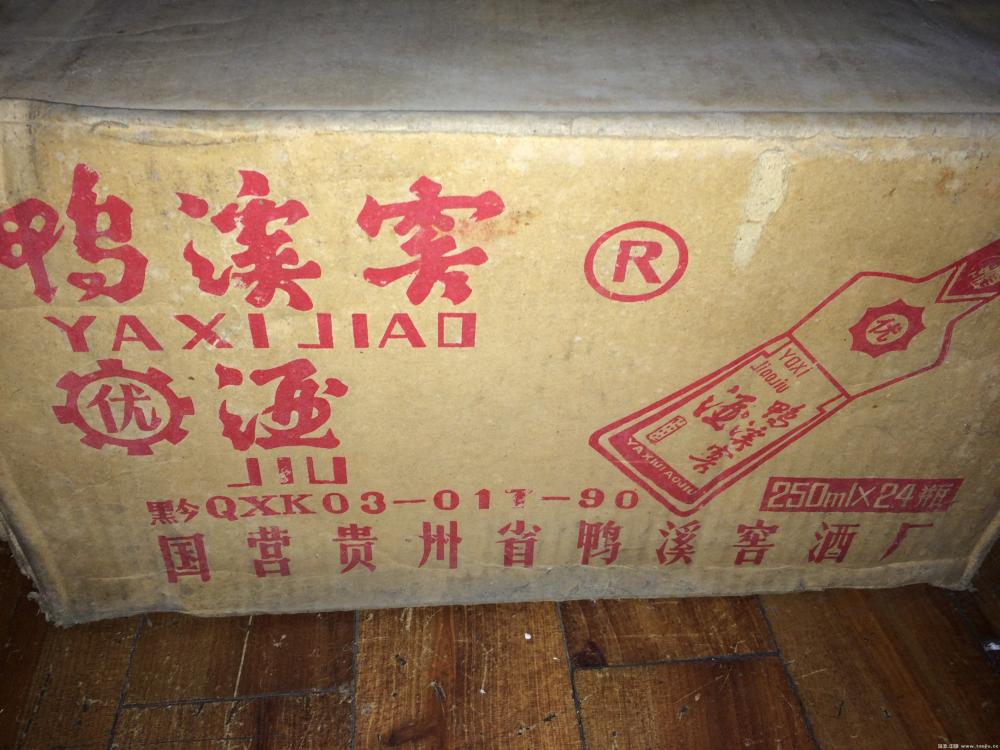 鸭溪窖
®
YAXIJIAO
优 酒
JIU
优
YAXI
Jiaojiu
鸭溪窖
酒
YAXIJIAOJIU
黔QXK03-011-90
250ml×24瓶
国营贵州省鸭溪窖酒厂